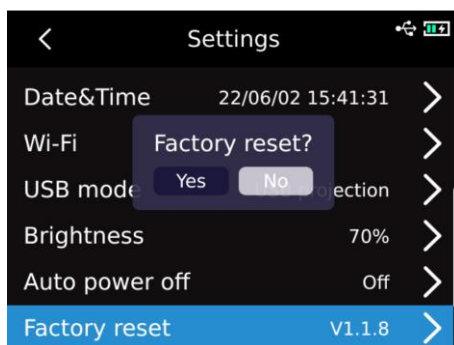 Settings
Date&Time 22/06/02 15:41:31
Wi-Fi
Factory reset?
Yes No
USB mode projection
Brightness 70%
Auto power off Off
Factory reset V1.1.8